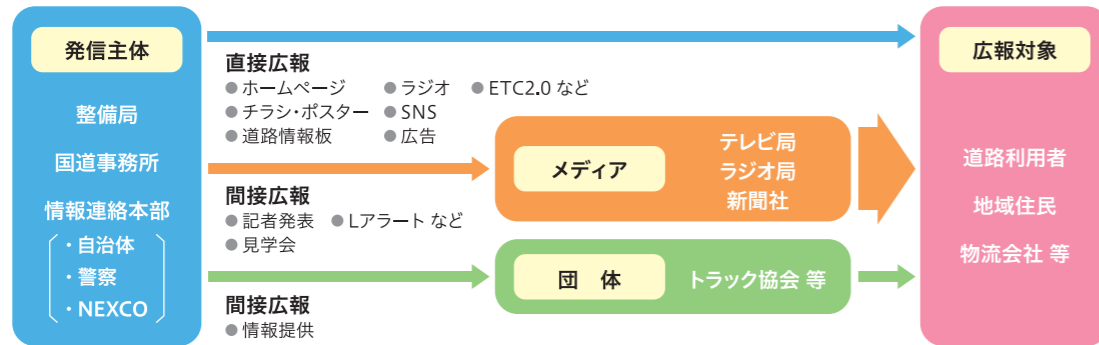 発信主体
整備局
国道事務所
情報連絡本部
・自治体
・警察
・NEXCO
直接広報
● ホームページ ● ラジオ ● ETC2.0 など
● チラシ・ポスター ● SNS
● 道路情報板 ● 広告
間接広報
● 記者発表 ● Lアラート など
● 見学会
間接広報
● 情報提供
メディア
テレビ局
ラジオ局
新聞社
団　体
トラック協会 等
広報対象
道路利用者
地域住民
物流会社 等